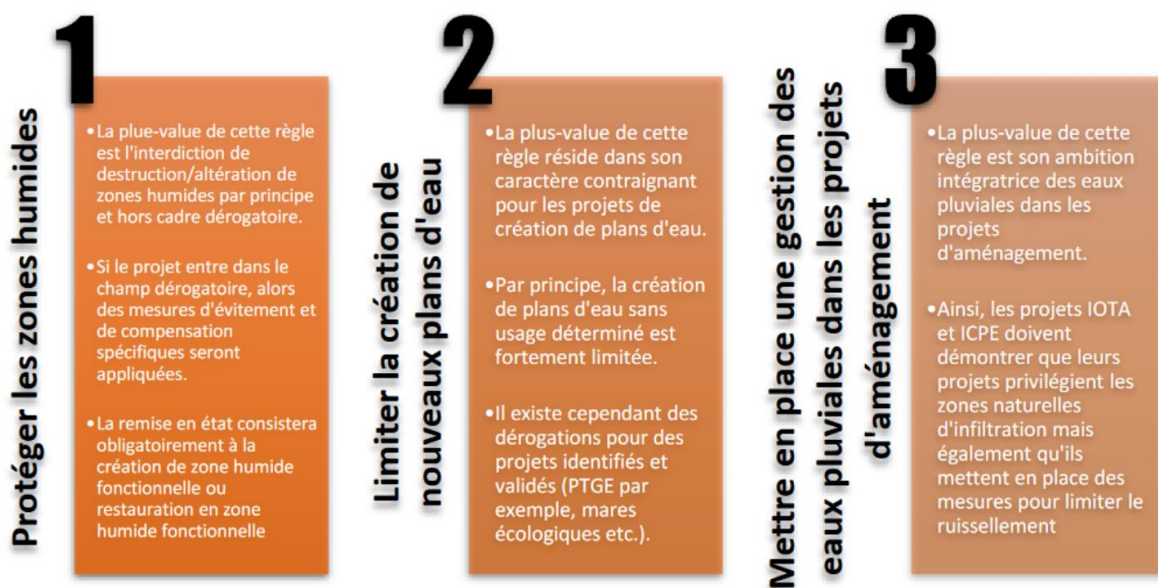 1
Protéger les zones humides
•La plue-value de cette règle
est l'interdiction de
destruction/altération de
zones humides par principe
et hors cadre dérogatoire.
•Si le projet entre dans le
champ dérogatoire, alors
des mesures d'évitement et
de compensation
spécifiques seront
appliquées.
•La remise en état consistera
obligatoirement à la
création de zone humide
fonctionnelle ou
restauration en zone
humide fonctionnelle
2
Limiter la création de
nouveaux plans d'eau
•La plus-value de cette
règle réside dans son
caractère contraignant
pour les projets de
création de plans d'eau.
•Par principe, la création
de plans d'eau sans
usage déterminé est
fortement limitée.
•Il existe cependant des
dérogations pour des
projets identifiés et
validés (PTGE par
exemple, mares
écologiques etc.).
3
Mettre en place une gestion des
eaux pluviales dans les projets
d'aménagement
•La plus-value de cette
règle est son ambition
intégratrice des eaux
pluviales dans les
projets
d'aménagement.
•Ainsi, les projets IOTA
et ICPE doivent
démontrer que leurs
projets privilégient les
zones naturelles
d'infiltration mais
également qu'ils
mettent en place des
mesures pour limiter le
ruissellement